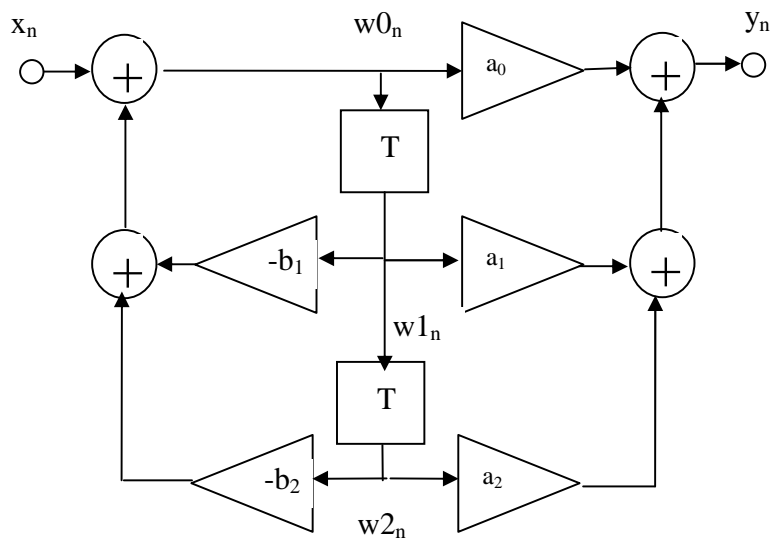 xₙ w0ₙ yₙ
+ a₀ +
T
+ -b₁ a₁ +
w1ₙ
T
-b₂ a₂
w2ₙ